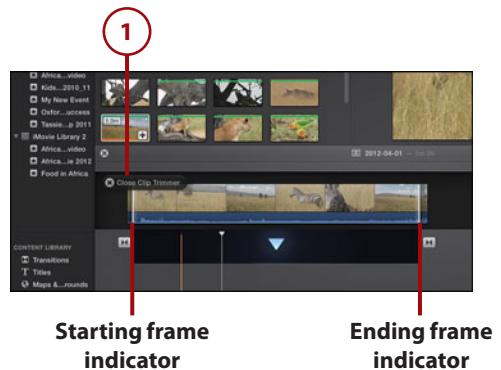 1
Africa...video
Kids...2010_11
My New Event
Oxfor...uccess
Tassie...p 2011
iMovie Library 2
Africa...video
Africa...ie 2012
Food in Africa
2012-04-01
Close Clip Trimmer
CONTENT LIBRARY
Transitions
T Titles
Maps &...rounds
Starting frame
indicator
Ending frame
indicator